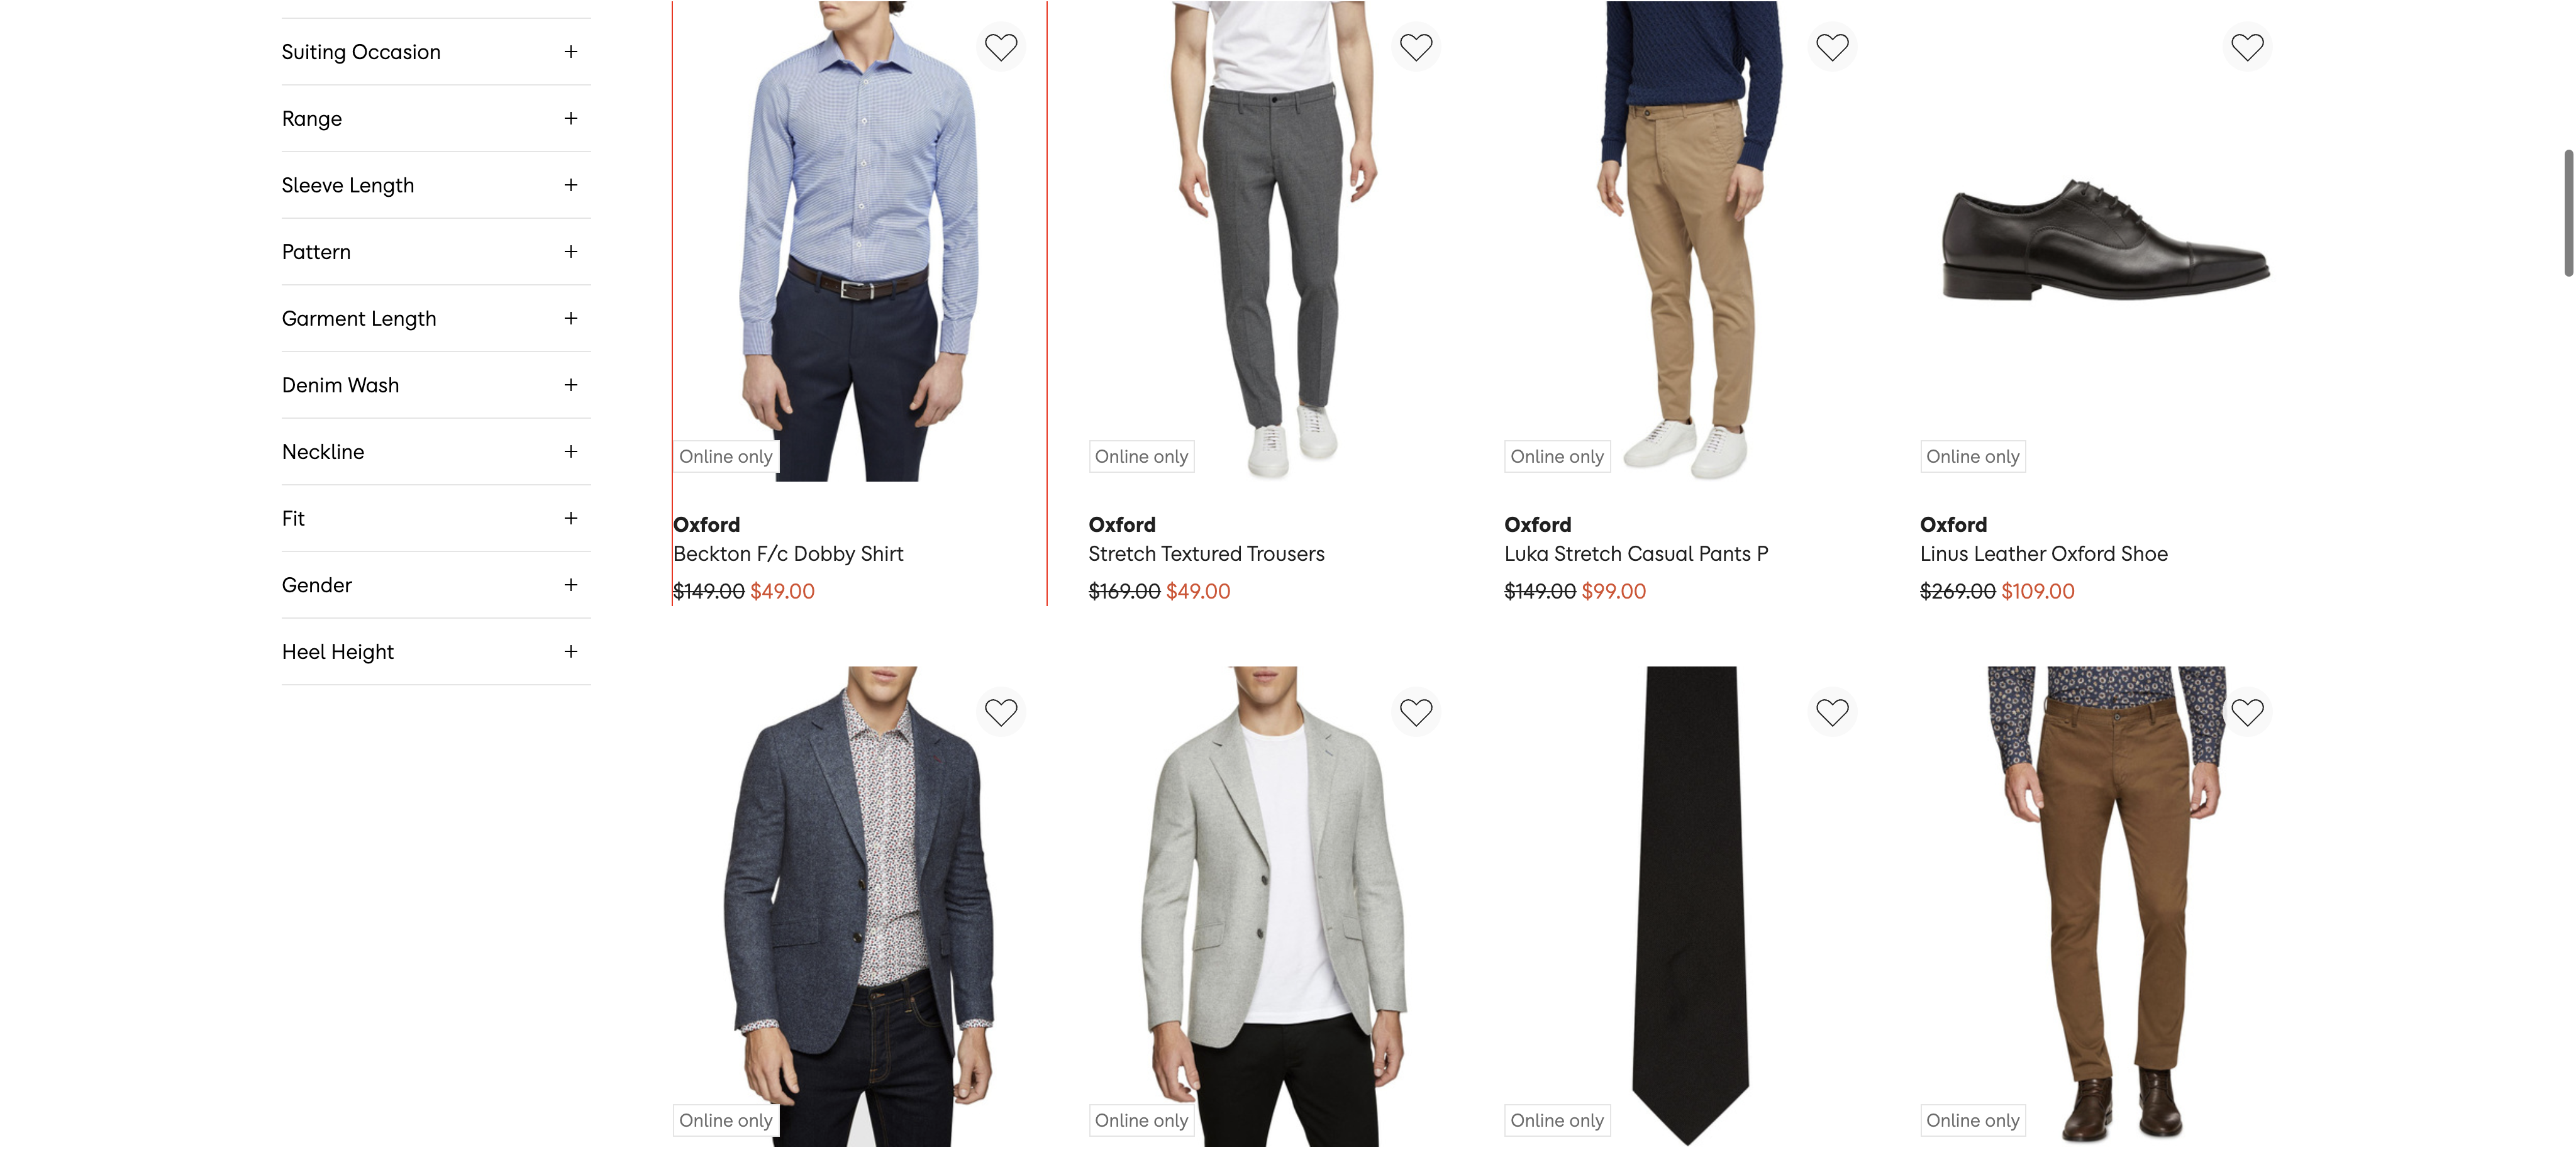 Suiting Occasion
Range
Sleeve Length
Pattern
Garment Length
Denim Wash
Neckline
Fit
Gender
Heel Height
Online only
Online only
Online only
Online only
Oxford
Beckton F/c Dobby Shirt
$149.00 $49.00
Oxford
Stretch Textured Trousers
$169.00 $49.00
Oxford
Luka Stretch Casual Pants P
$149.00 $99.00
Oxford
Linus Leather Oxford Shoe
$269.00 $109.00
Online only
Online only
Online only
Online only